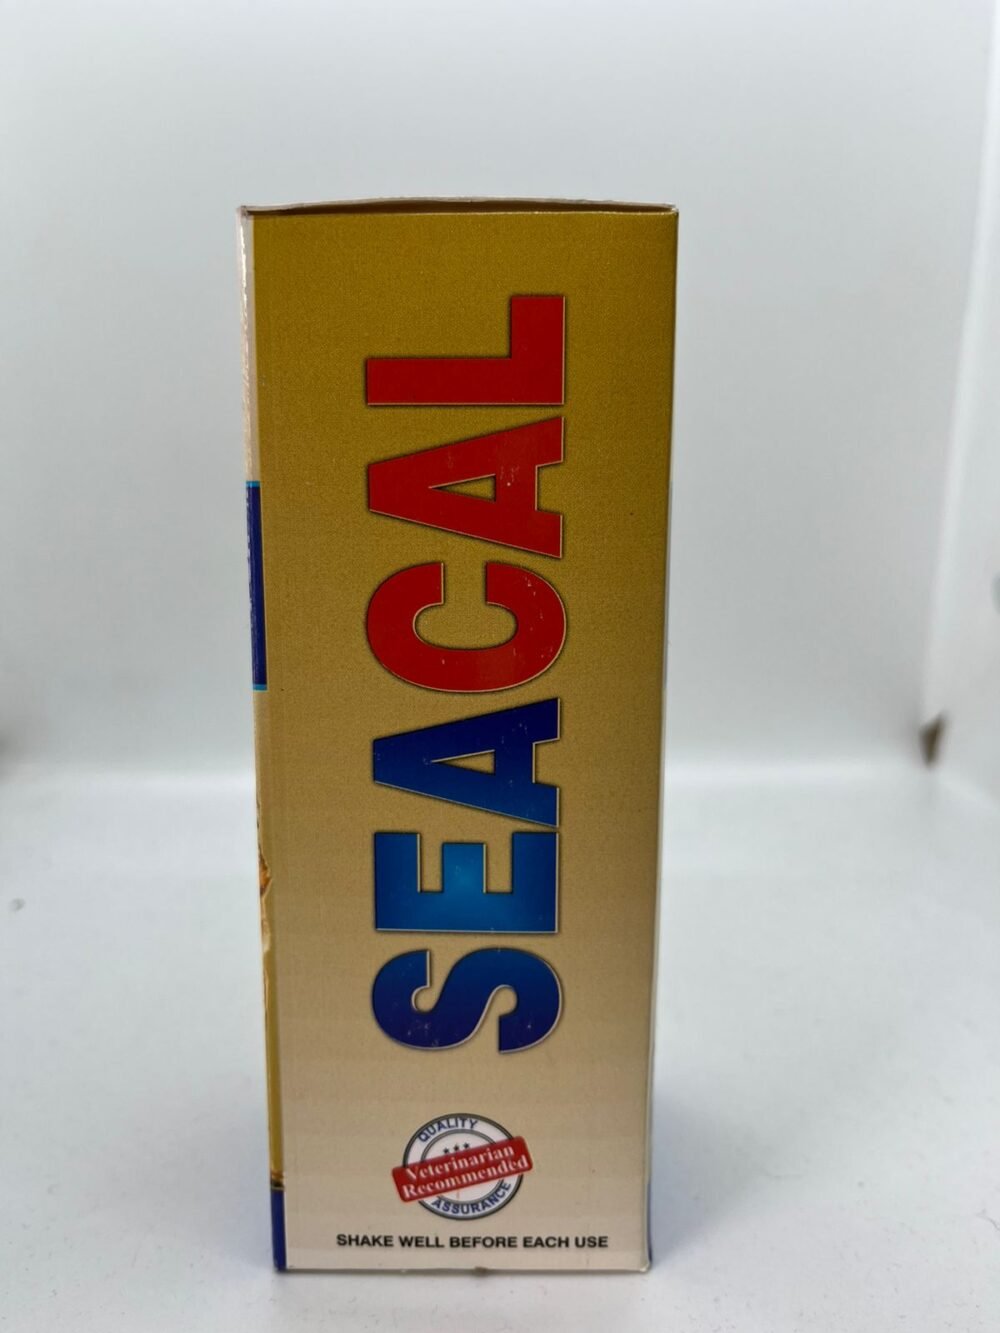 SEACAL
QUALITY
Veterinarian
Recommended
ASSURANCE
SHAKE WELL BEFORE EACH USE